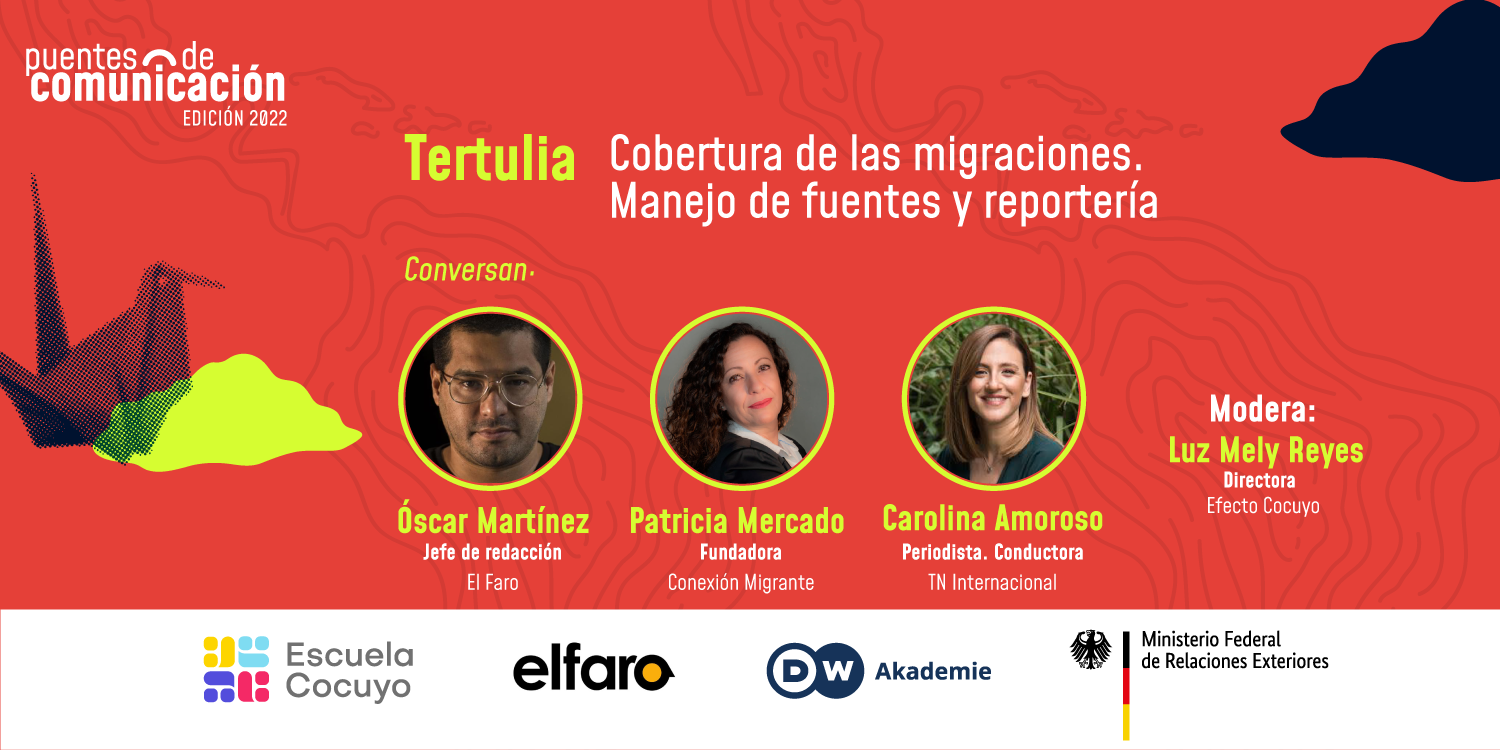 puentes de
comunicación
EDICIÓN 2022
Tertulia
Cobertura de las migraciones.
Manejo de fuentes y reportería
Conversan·
Óscar Martínez
Jefe de redacción
El Faro
Patricia Mercado
Fundadora
Conexión Migrante
Carolina Amoroso
Periodista. Conductora
TN Internacional
Modera:
Luz Mely Reyes
Directora
Efecto Cocuyo
Escuela
Cocuyo
elfaro
DW Akademie
Ministerio Federal
de Relaciones Exteriores